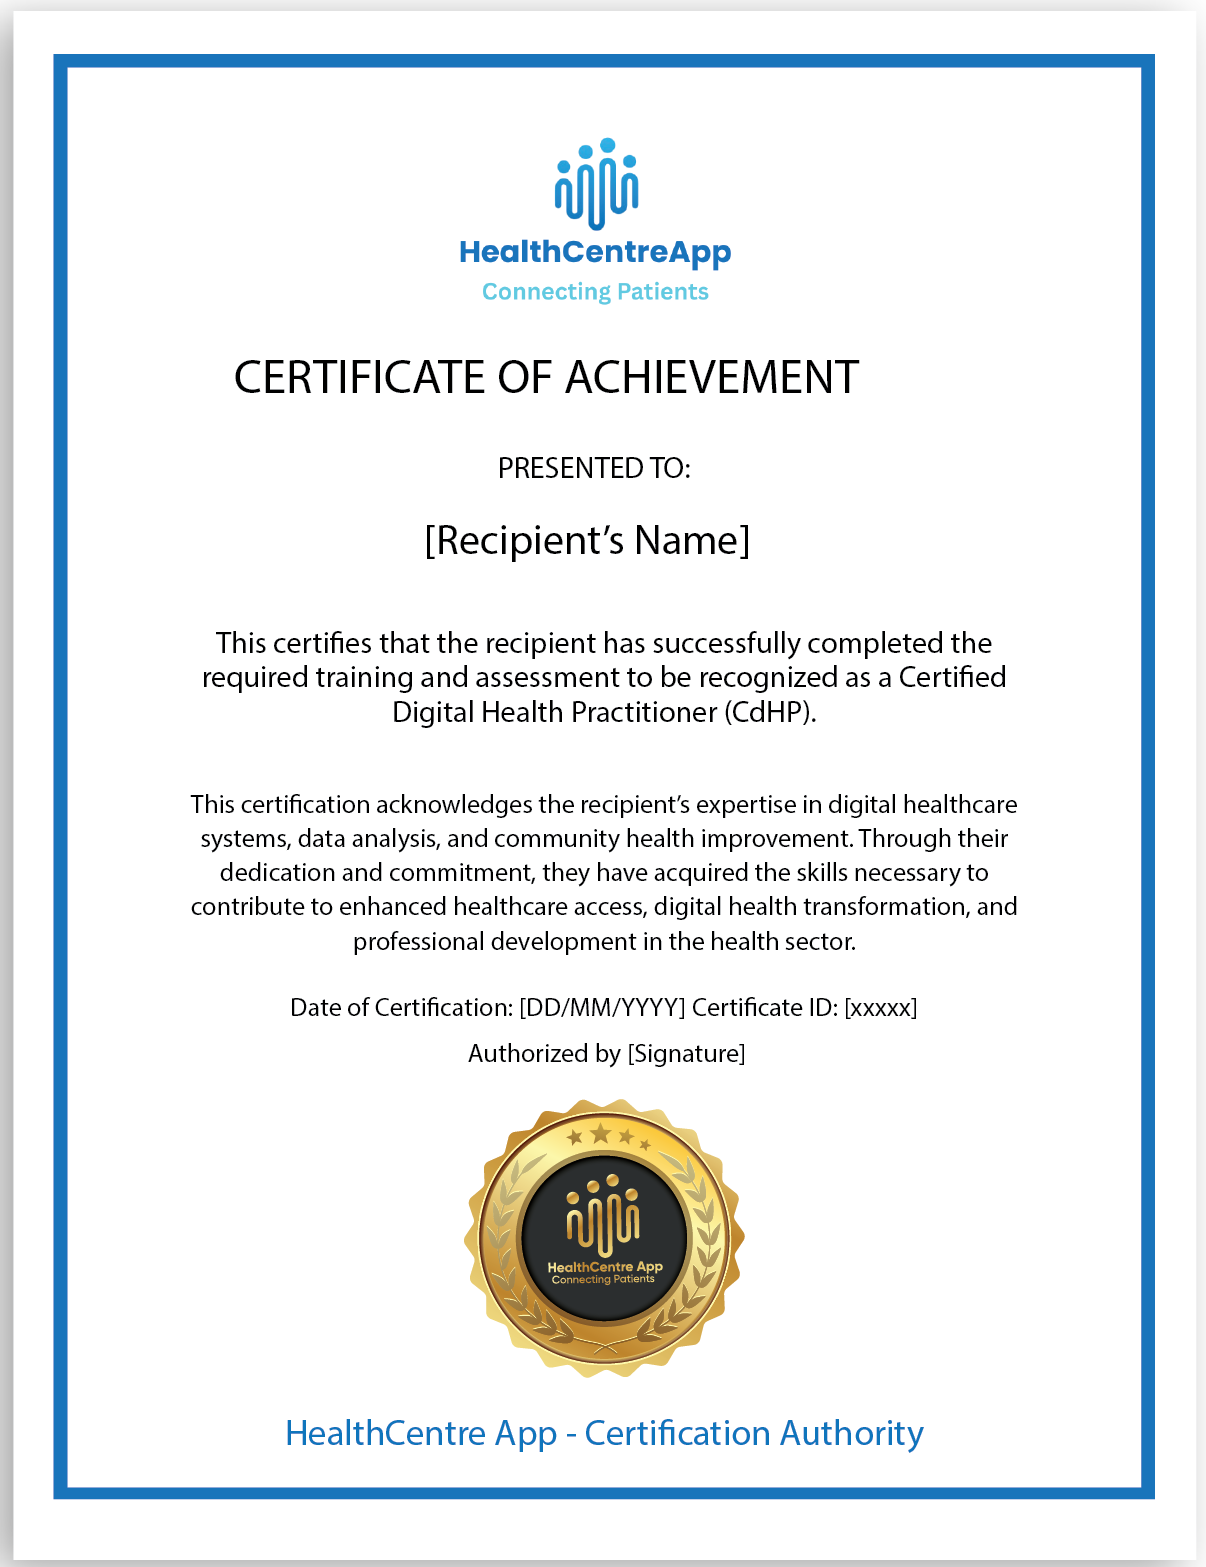 HealthCentreApp
Connecting Patients
CERTIFICATE OF ACHIEVEMENT
PRESENTED TO:
[Recipient’s Name]
This certifies that the recipient has successfully completed the
required training and assessment to be recognized as a Certified
Digital Health Practitioner (CdHP).
This certification acknowledges the recipient’s expertise in digital healthcare
systems, data analysis, and community health improvement. Through their
dedication and commitment, they have acquired the skills necessary to
contribute to enhanced healthcare access, digital health transformation, and
professional development in the health sector.
Date of Certification: [DD/MM/YYYY] Certificate ID: [xxxxx]
Authorized by [Signature]
HealthCentre App
Connecting Patients
HealthCentre App - Certification Authority